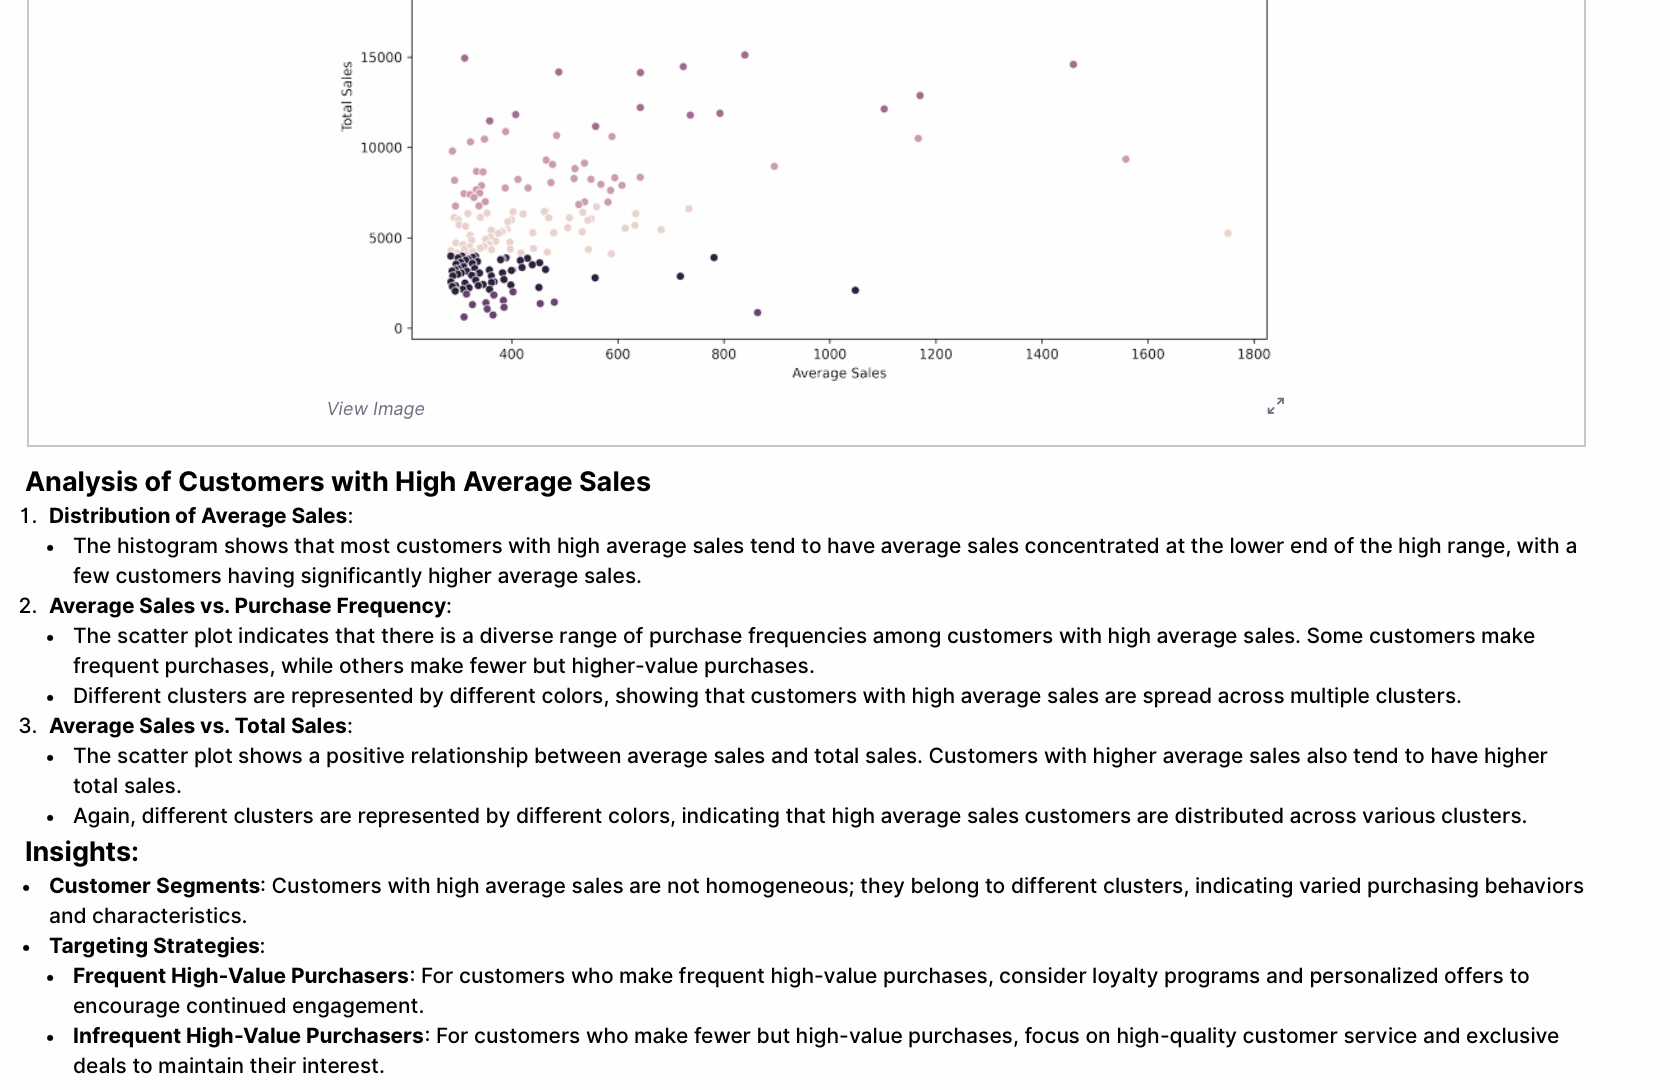 15000
10000
5000
0
Total Sales
400 600 800 1000 1200 1400 1600 1800
Average Sales
View Image
Analysis of Customers with High Average Sales
1. Distribution of Average Sales:
• The histogram shows that most customers with high average sales tend to have average sales concentrated at the lower end of the high range, with a
few customers having significantly higher average sales.
2. Average Sales vs. Purchase Frequency:
• The scatter plot indicates that there is a diverse range of purchase frequencies among customers with high average sales. Some customers make
frequent purchases, while others make fewer but higher-value purchases.
• Different clusters are represented by different colors, showing that customers with high average sales are spread across multiple clusters.
3. Average Sales vs. Total Sales:
• The scatter plot shows a positive relationship between average sales and total sales. Customers with higher average sales also tend to have higher
total sales.
• Again, different clusters are represented by different colors, indicating that high average sales customers are distributed across various clusters.
Insights:
• Customer Segments: Customers with high average sales are not homogeneous; they belong to different clusters, indicating varied purchasing behaviors
and characteristics.
• Targeting Strategies:
• Frequent High-Value Purchasers: For customers who make frequent high-value purchases, consider loyalty programs and personalized offers to
encourage continued engagement.
• Infrequent High-Value Purchasers: For customers who make fewer but high-value purchases, focus on high-quality customer service and exclusive
deals to maintain their interest.